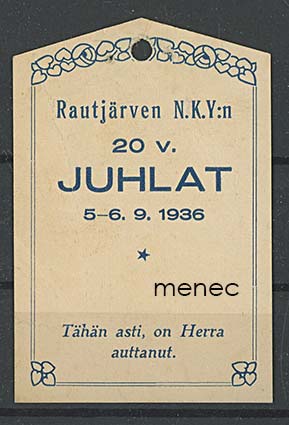 Rautjärven N.K.Y:n
20 v.
JUHLAT
5-6. 9. 1936
menec
Tähän asti, on Herra
auttanut.